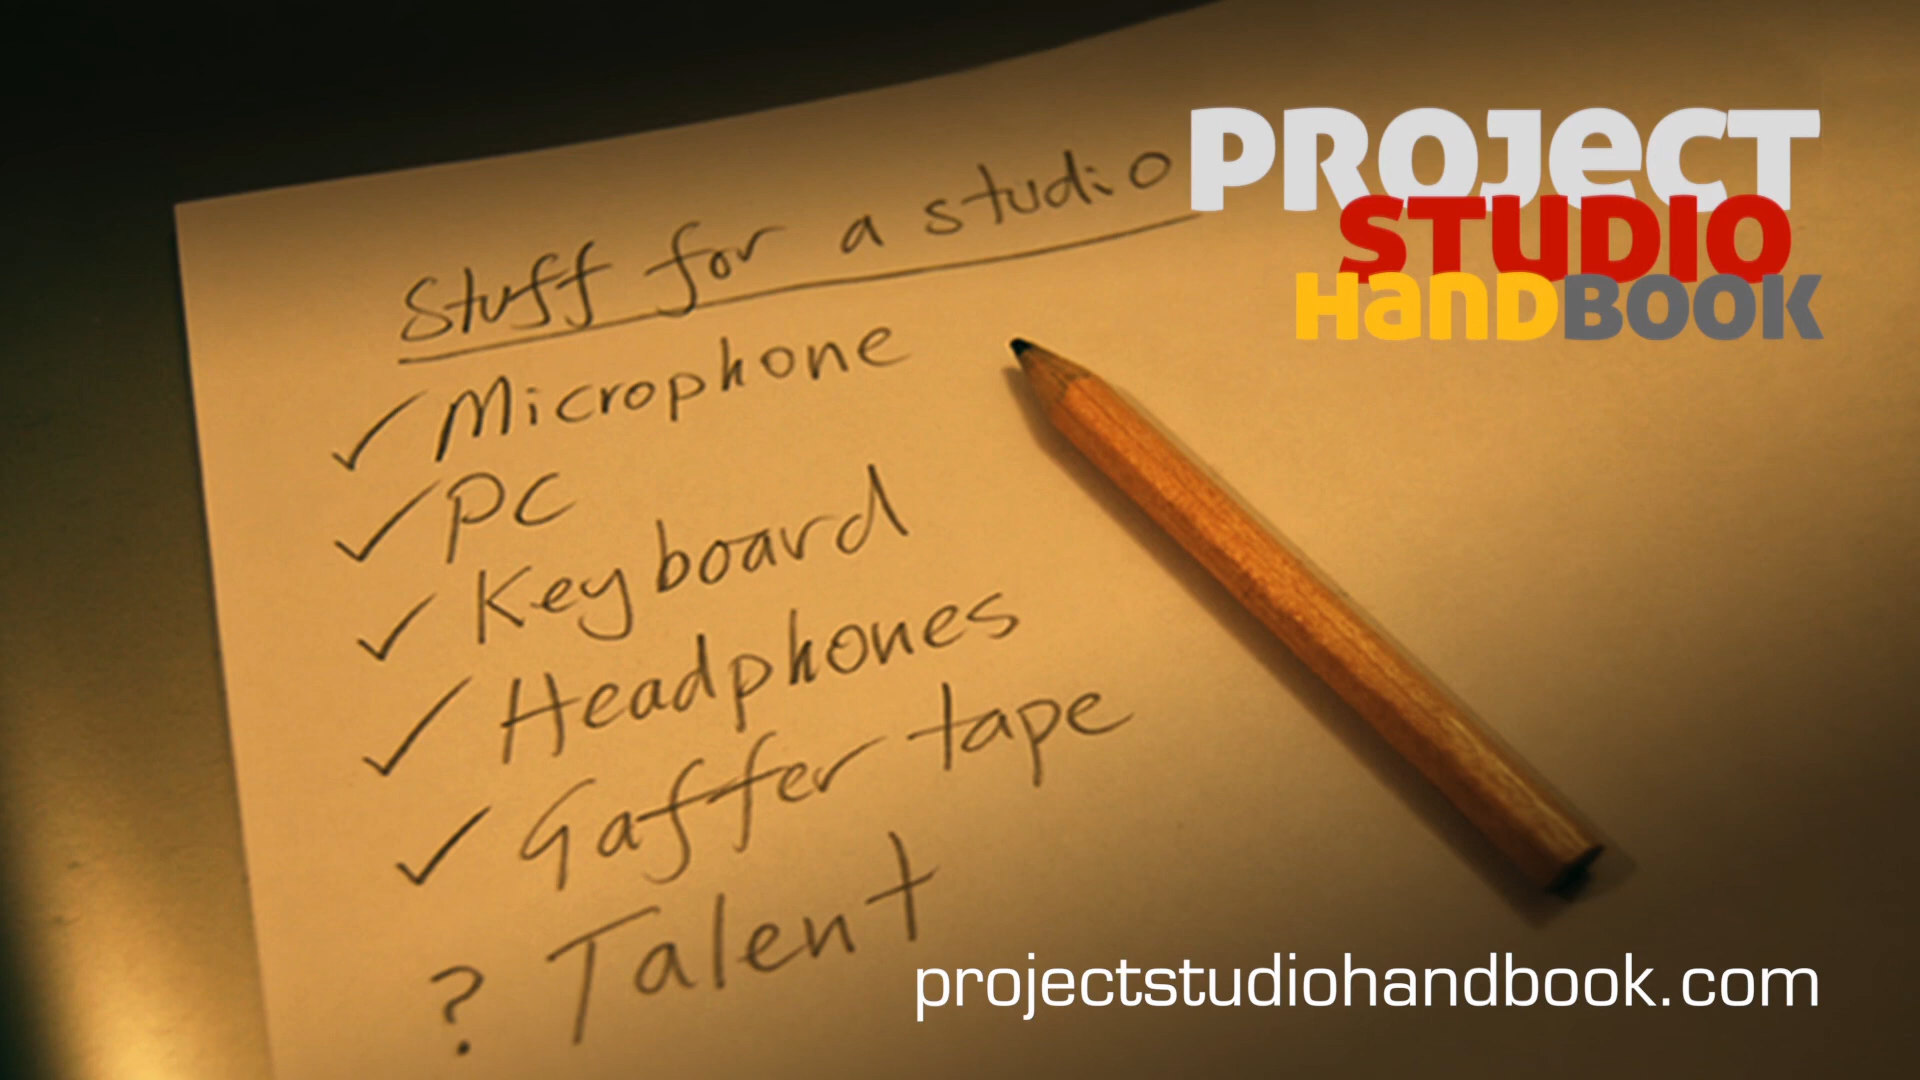 Stuff for a studio
✓ Microphone
✓ PC
✓ Keyboard
✓ Headphones
✓ Gaffer tape
? Talent
PROJECT
STUDIO
HANDBOOK
projectstudiohandbook.com